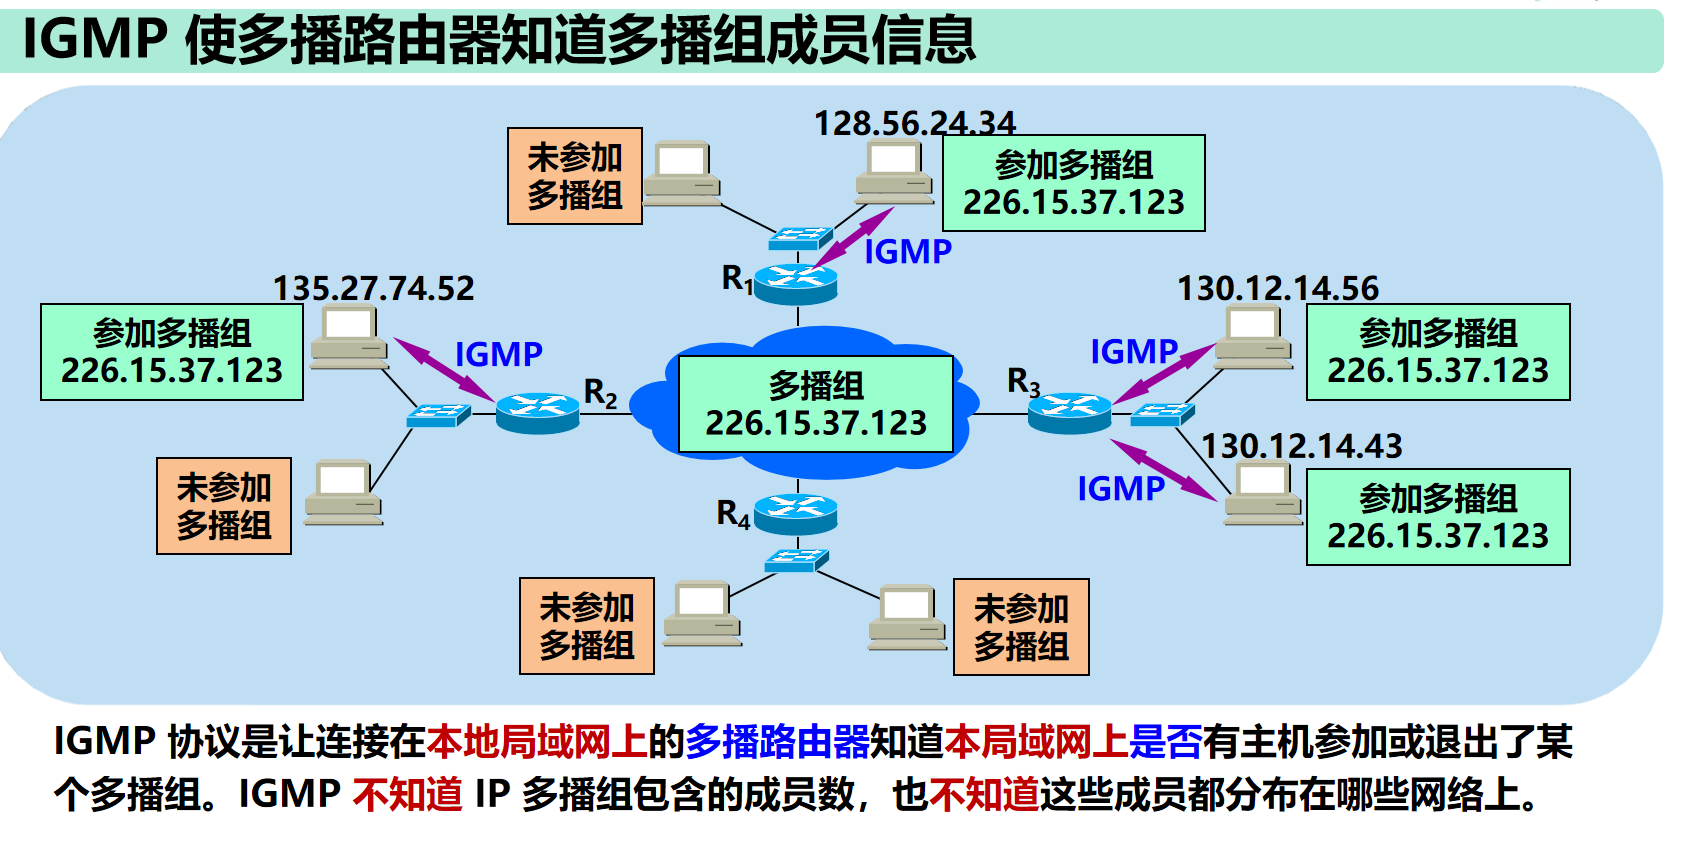 IGMP 使多播路由器知道多播组成员信息
128.56.24.34
未参加
多播组
参加多播组
226.15.37.123
IGMP
R1
135.27.74.52
参加多播组
226.15.37.123
IGMP
R2
多播组
226.15.37.123
130.12.14.56
参加多播组
226.15.37.123
IGMP
R3
130.12.14.43
IGMP
参加多播组
226.15.37.123
未参加
多播组
R4
未参加
多播组
未参加
多播组
IGMP 协议是让连接在本地局域网上的多播路由器知道本局域网上是否有主机参加或退出了某
个多播组。IGMP 不知道 IP 多播组包含的成员数，也不知道这些成员都分布在哪些网络上。